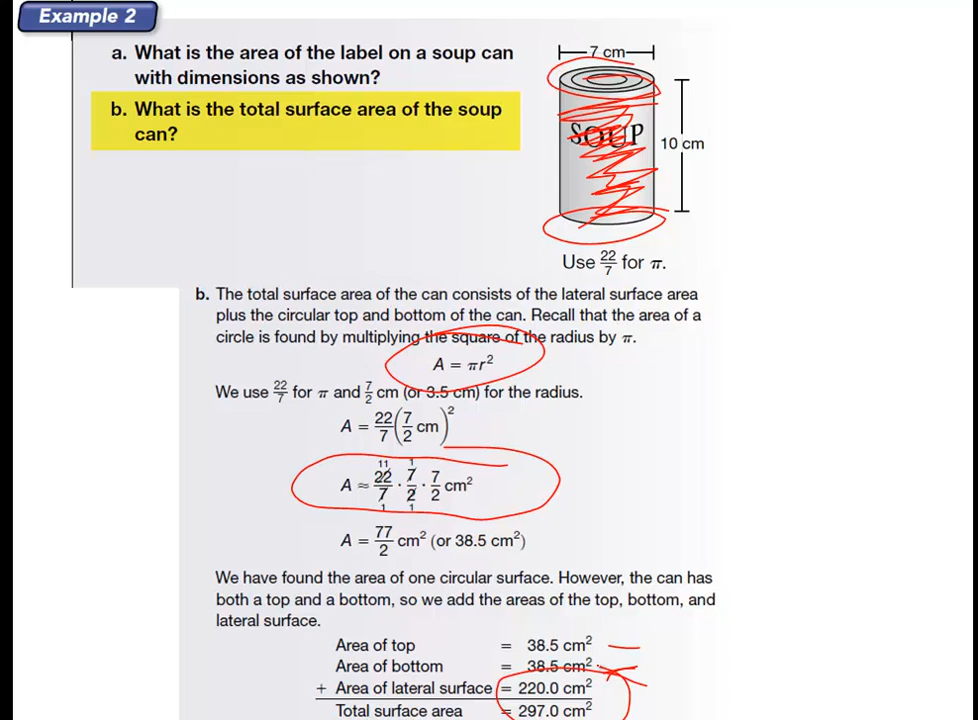 Example 2
a. What is the area of the label on a soup can
with dimensions as shown?
b. What is the total surface area of the soup
can?
7 cm
SOUP
10 cm
Use 22/7 for π.
b. The total surface area of the can consists of the lateral surface area
plus the circular top and bottom of the can. Recall that the area of a
circle is found by multiplying the square of the radius by π.
A = πr²
We use 22/7 for π and 7/2 cm (or 3.5 cm) for the radius.
A = 22/7(7/2 cm)²
11 1
A ≈ 22/7 · 7/2 · 7/2 cm²
1 1
A = 77/2 cm² (or 38.5 cm²)
We have found the area of one circular surface. However, the can has
both a top and a bottom, so we add the areas of the top, bottom, and
lateral surface.
Area of top = 38.5 cm²
Area of bottom = 38.5 cm²
+ Area of lateral surface = 220.0 cm²
Total surface area = 297.0 cm²